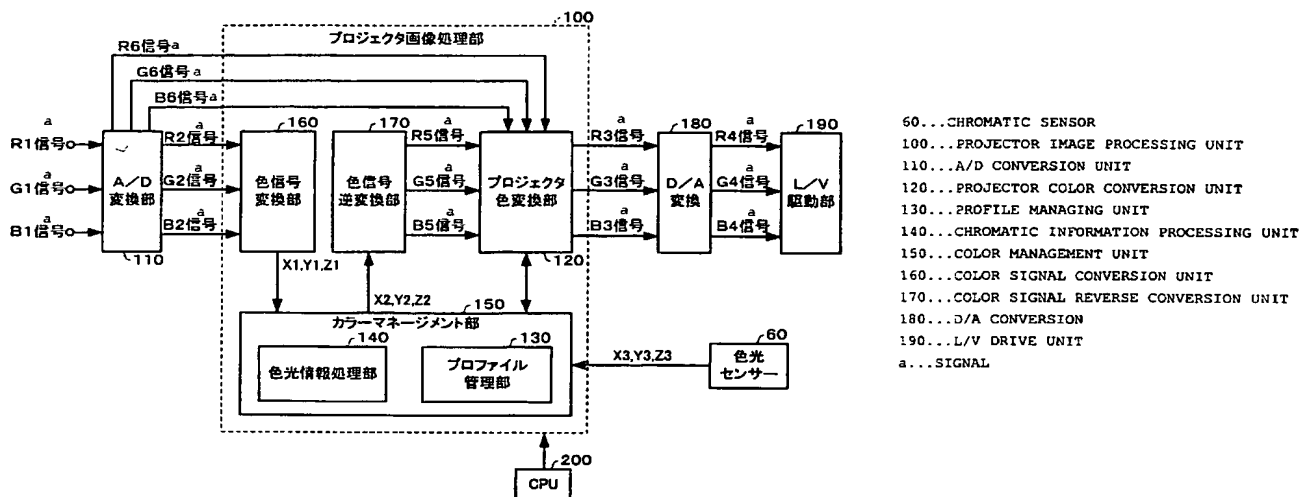 100
プロジェクタ画像処理部
R6信号a
G6信号a
B6信号a
a
R1信号
a
G1信号
a
B1信号
A/D
変換部
110
a
R2信号
a
G2信号
a
B2信号
160
色信号
変換部
170
色信号
逆変換部
a
R5信号
a
G5信号
a
B5信号
プロジェクタ
色変換部
120
a
R3信号
a
G3信号
a
B3信号
180
D/A
変換
a
R4信号
a
G4信号
a
B4信号
190
L/V
駆動部
X1,Y1,Z1
X2,Y2,Z2
150
カラーマネージメント部
140
色光情報処理部
130
プロファイル
管理部
X3,Y3,Z3
60
色光
センサー
200
CPU
60...CHROMATIC SENSOR
100...PROJECTOR IMAGE PROCESSING UNIT
110...A/D CONVERSION UNIT
120...PROJECTOR COLOR CONVERSION UNIT
130...PROFILE MANAGING UNIT
140...CHROMATIC INFORMATION PROCESSING UNIT
150...COLOR MANAGEMENT UNIT
160...COLOR SIGNAL CONVERSION UNIT
170...COLOR SIGNAL REVERSE CONVERSION UNIT
180...D/A CONVERSION
190...L/V DRIVE UNIT
a...SIGNAL